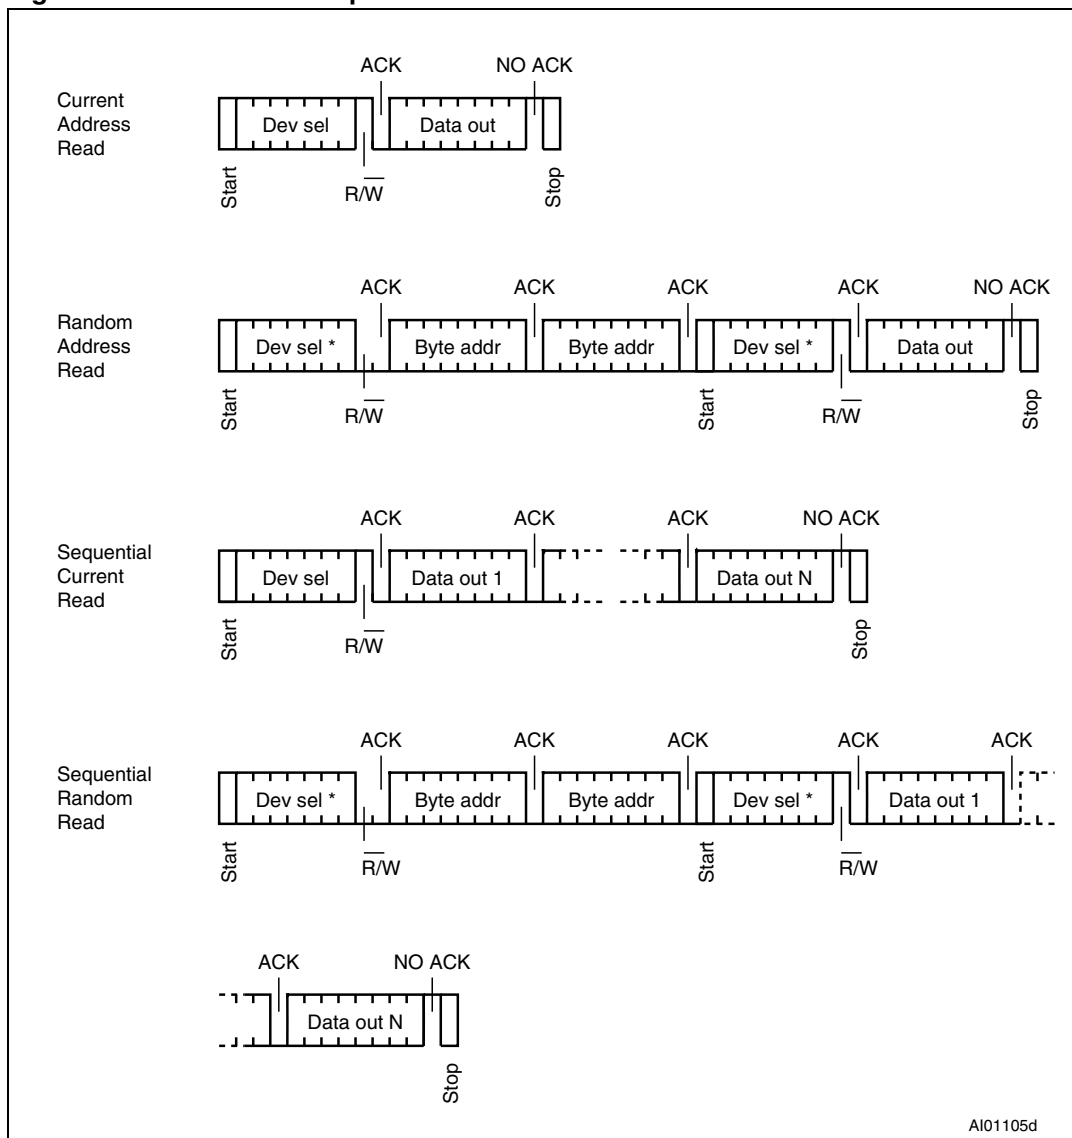 ACK NO ACK
Current
Address
Read
Dev sel Data out
Start R/W̅ Stop
ACK ACK ACK ACK NO ACK
Random
Address
Read
Dev sel * Byte addr Byte addr Dev sel * Data out
Start R/W̅ Start R/W̅ Stop
ACK ACK ACK NO ACK
Sequential
Current
Read
Dev sel Data out 1 Data out N
Start R/W̅ Stop
ACK ACK ACK ACK ACK
Sequential
Random
Read
Dev sel * Byte addr Byte addr Dev sel * Data out 1
Start R̅/W Start R̅/W
ACK NO ACK
Data out N
Stop
AI01105d